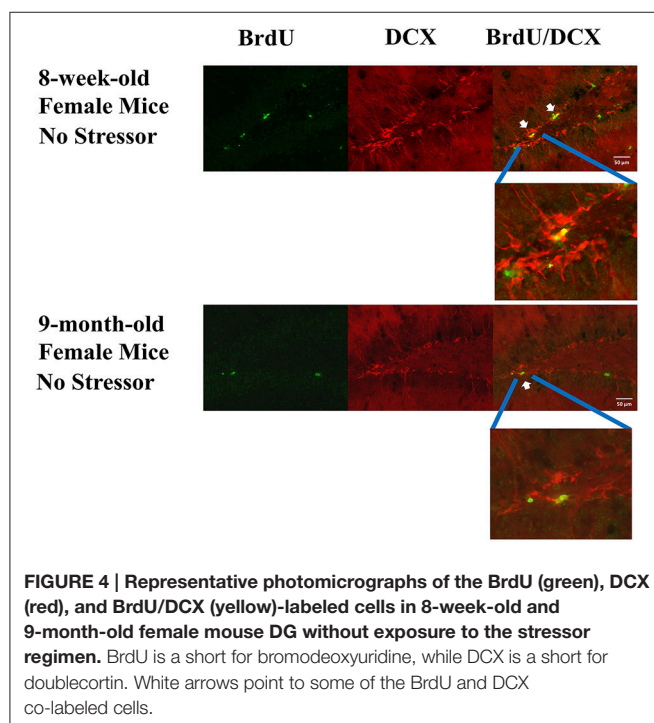 BrdU DCX BrdU/DCX
8-week-old
Female Mice
No Stressor
50 μm
9-month-old
Female Mice
No Stressor
50 μm
FIGURE 4 | Representative photomicrographs of the BrdU (green), DCX
(red), and BrdU/DCX (yellow)-labeled cells in 8-week-old and
9-month-old female mouse DG without exposure to the stressor
regimen. BrdU is a short for bromodeoxyuridine, while DCX is a short for
doublecortin. White arrows point to some of the BrdU and DCX
co-labeled cells.